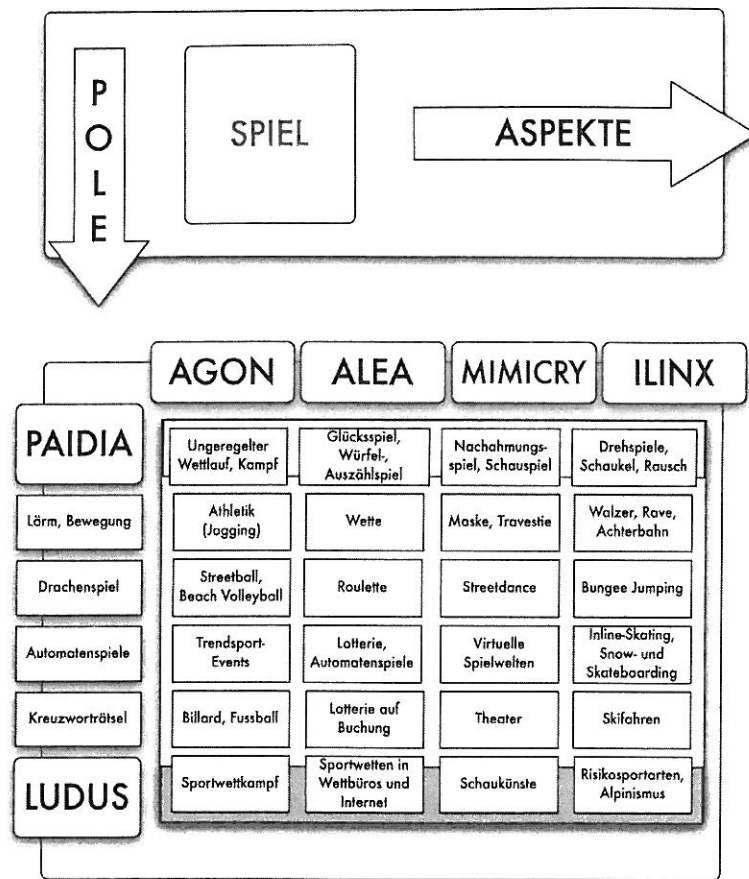 POLE
SPIEL
ASPEKTE
AGON
ALEA
MIMICRY
ILINX
PAIDIA
Ungeregelter
Wettlauf, Kampf
Glücksspiel,
Würfel-,
Auszählspiel
Nachahmungs-
spiel, Schauspiel
Drehspiele,
Schaukel, Rausch
Lärm, Bewegung
Athletik
(Jogging)
Wette
Maske, Travestie
Walzer, Rave,
Achterbahn
Drachenspiel
Streetball,
Beach Volleyball
Roulette
Streetdance
Bungee Jumping
Automatenspiele
Trendsport-
Events
Lotterie,
Automatenspiele
Virtuelle
Spielwelten
Inline-Skating,
Snow- und
Skateboarding
Kreuzworträtsel
Billard, Fussball
Lotterie auf
Buchung
Theater
Skifahren
LUDUS
Sportwettkampf
Sportwetten in
Wettbüros und
Internet
Schaukünste
Risikosportarten,
Alpinismus